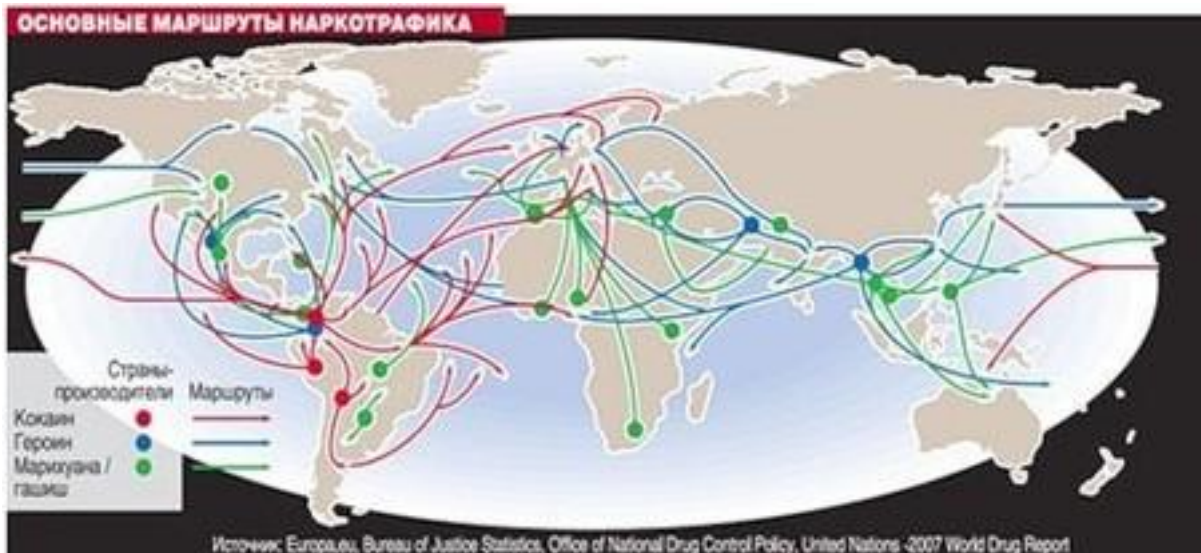 ОСНОВНЫЕ МАРШРУТЫ НАРКОТРАФИКА
Страны-
производители
Маршруты
Кокаин
Героин
Марихуана /
гашиш
Источник: Europa.eu, Bureau of Justice Statistics, Office of National Drug Control Policy, United Nations -2007 World Drug Report